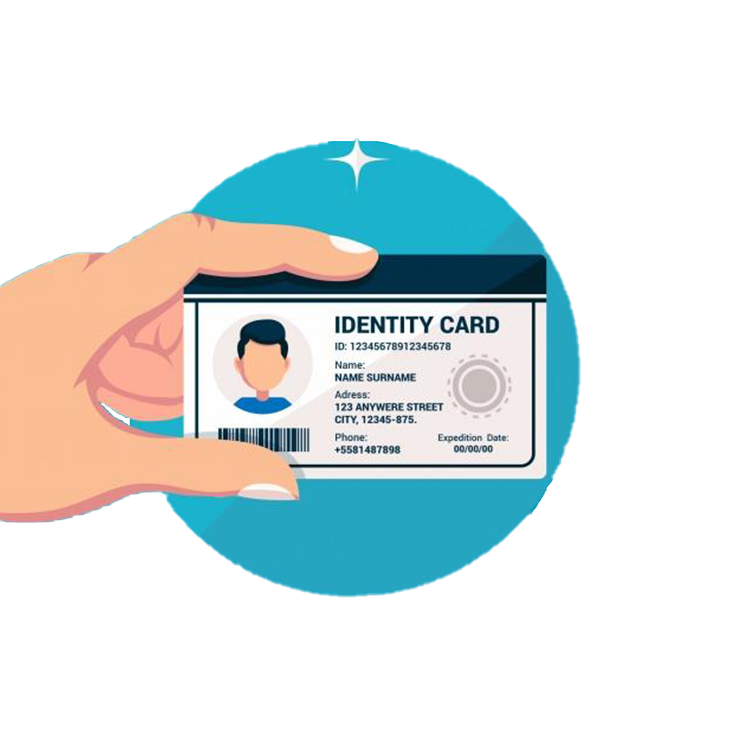 IDENTITY CARD
ID: 12345678912345678
Name:
NAME SURNAME
Adress:
123 ANYWERE STREET
CITY, 12345-875.
Phone:
+5581487898
Expedition Date:
00/00/00